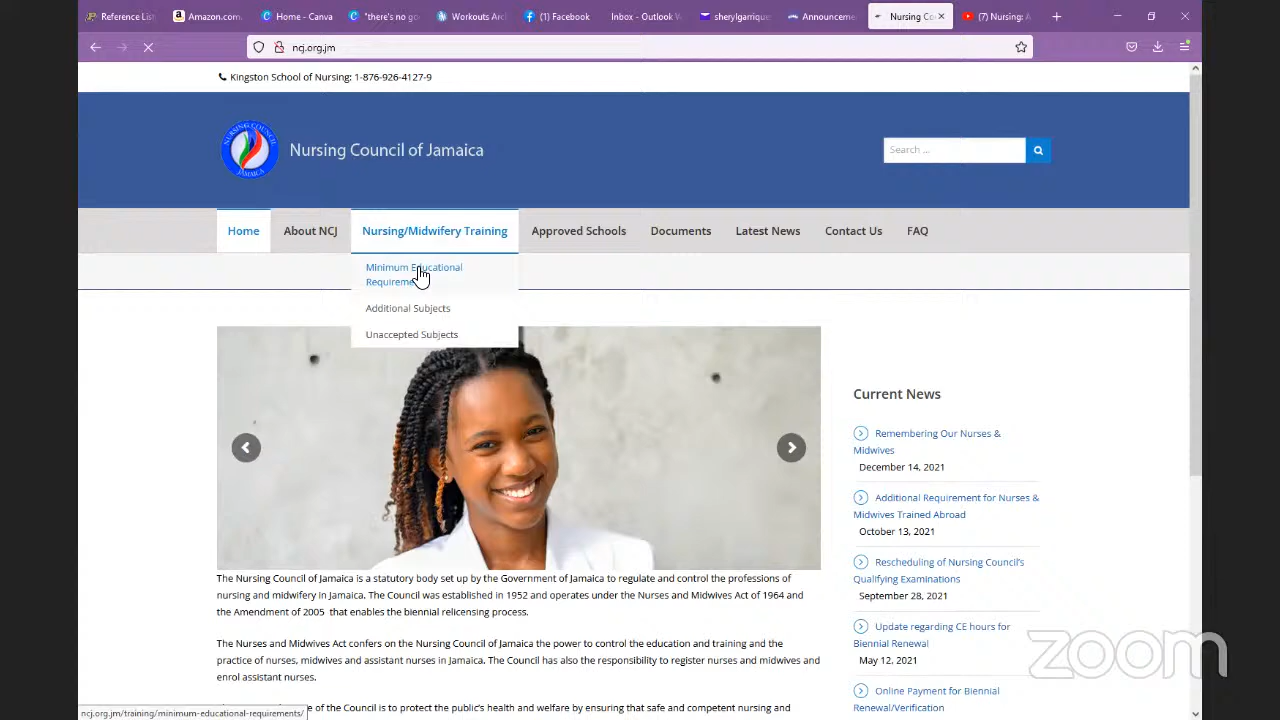 Reference List
Amazon.com
Home - Canva
"there's no go
Workouts Arc
(1) Facebook
Inbox - Outlook W
sherylgarrique
Announceme
Nursing Co
(7) Nursing: A
ncj.org.jm
Kingston School of Nursing: 1-876-926-4127-9
NURSING COUNCIL
JAMAICA
Nursing Council of Jamaica
Search ...
Home
About NCJ
Nursing/Midwifery Training
Approved Schools
Documents
Latest News
Contact Us
FAQ
Minimum Educational
Requireme
Additional Subjects
Unaccepted Subjects
Current News
Remembering Our Nurses &
Midwives
December 14, 2021
Additional Requirement for Nurses &
Midwives Trained Abroad
October 13, 2021
Rescheduling of Nursing Council's
Qualifying Examinations
September 28, 2021
Update regarding CE hours for
Biennial Renewal
May 12, 2021
Online Payment for Biennial
Renewal/Verification
The Nursing Council of Jamaica is a statutory body set up by the Government of Jamaica to regulate and control the professions of
nursing and midwifery in Jamaica. The Council was established in 1952 and operates under the Nurses and Midwives Act of 1964 and
the Amendment of 2005 that enables the biennial relicensing process.
The Nurses and Midwives Act confers on the Nursing Council of Jamaica the power to control the education and training and the
practice of nurses, midwives and assistant nurses in Jamaica. The Council has also the responsibility to register nurses and midwives and
enrol assistant nurses.
of the Council is to protect the public's health and welfare by ensuring that safe and competent nursing and
ncj.org.jm/training/minimum-educational-requirements/
zoom